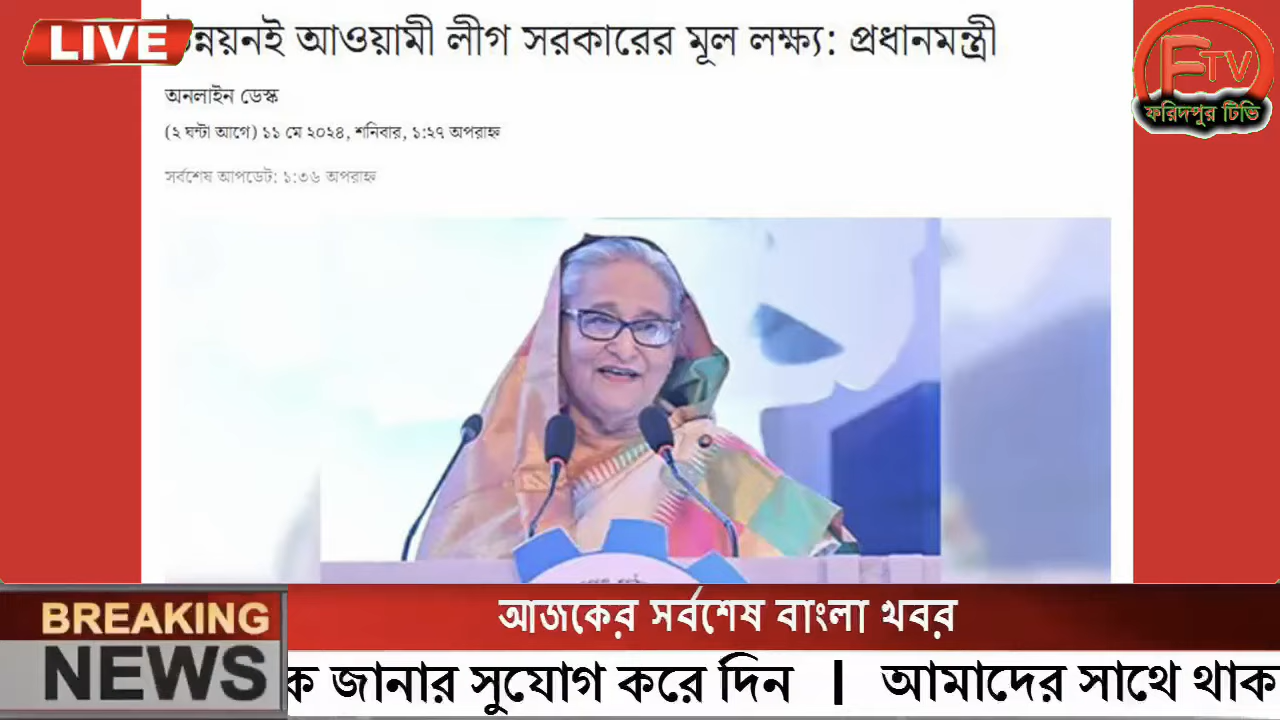 LIVE
উন্নয়নই আওয়ামী লীগ সরকারের মূল লক্ষ্য: প্রধানমন্ত্রী
FTV
ফরিদপুর টিভি
অনলাইন ডেস্ক
(২ ঘন্টা আগে) ১১ মে ২০২৪, শনিবার, ১:২৭ অপরাহ্ন
সর্বশেষ আপডেট: ১:৩৬ অপরাহ্ন
BREAKING
NEWS
আজকের সর্বশেষ বাংলা খবর
ক জানার সুযোগ করে দিন | আমাদের সাথে থাক